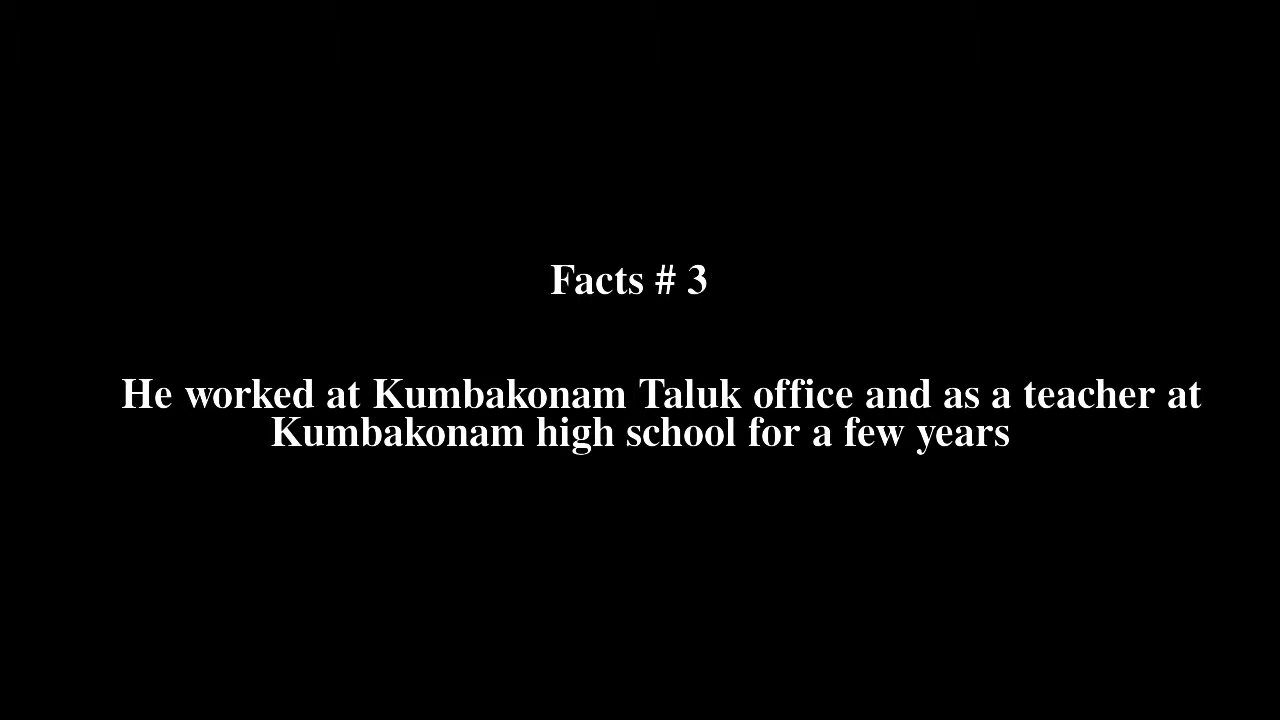 Facts # 3
He worked at Kumbakonam Taluk office and as a teacher at
Kumbakonam high school for a few years